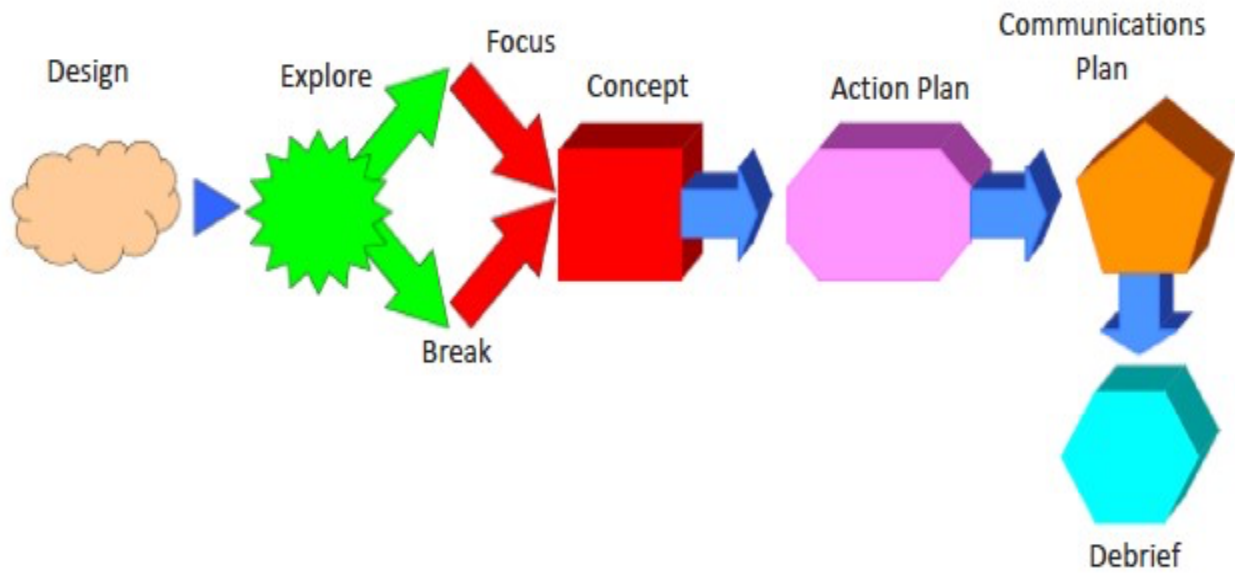 Design
Explore
Focus
Break
Concept
Action Plan
Communications
Plan
Debrief